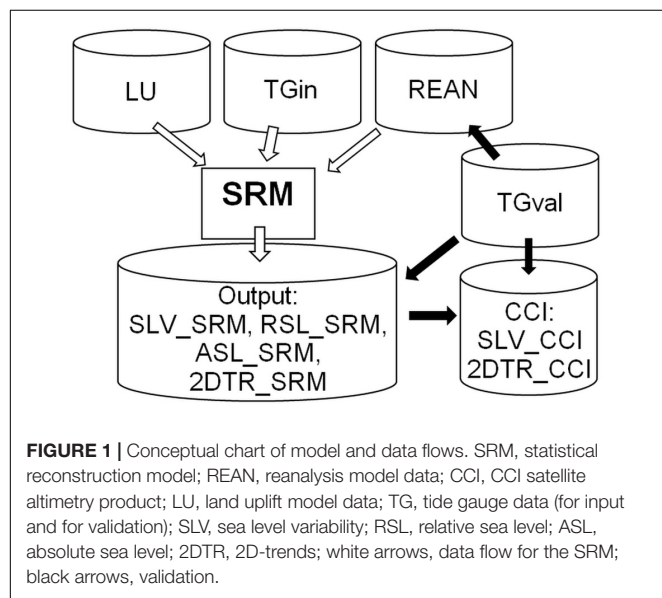 LU
TGin
REAN
SRM
TGval
Output:
SLV_SRM, RSL_SRM,
ASL_SRM,
2DTR_SRM
CCI:
SLV_CCI
2DTR_CCI
FIGURE 1 | Conceptual chart of model and data flows. SRM, statistical
reconstruction model; REAN, reanalysis model data; CCI, CCI satellite
altimetry product; LU, land uplift model data; TG, tide gauge data (for input
and for validation); SLV, sea level variability; RSL, relative sea level; ASL,
absolute sea level; 2DTR, 2D-trends; white arrows, data flow for the SRM;
black arrows, validation.